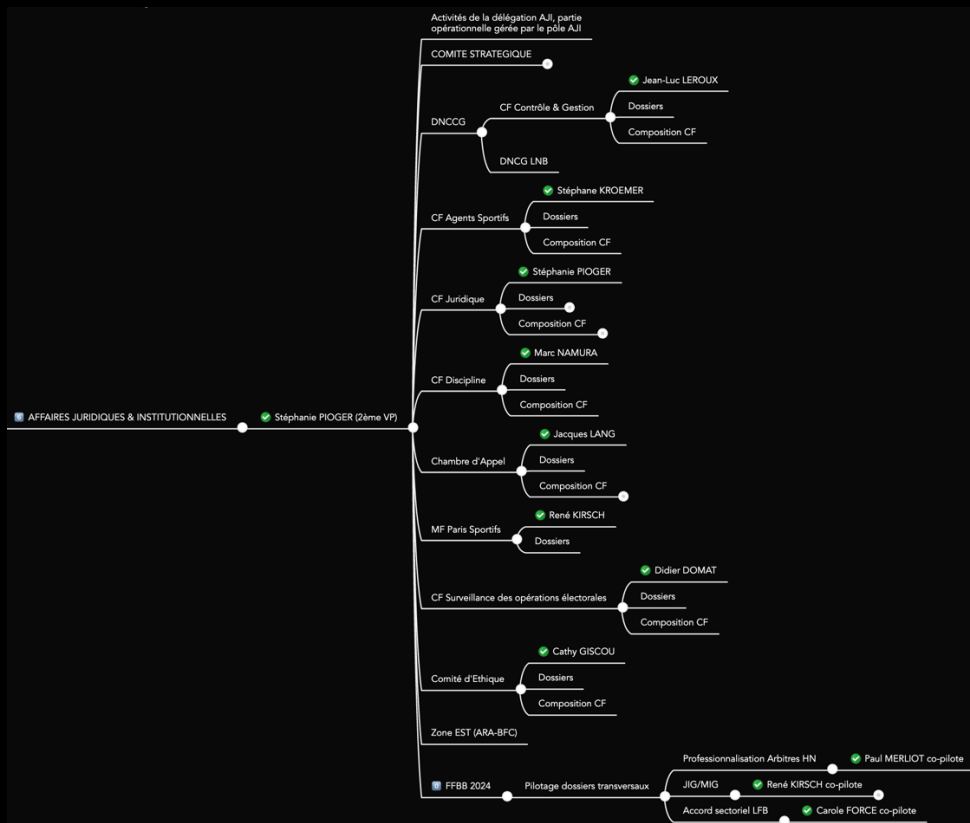 Activités de la délégation AJI, partie
opérationnelle gérée par le pôle AJI
COMITE STRATEGIQUE
Jean-Luc LEROUX
CF Contrôle & Gestion
Dossiers
DNCCG
Composition CF
DNCG LNB
Stéphane KROEMER
CF Agents Sportifs
Dossiers
Composition CF
Stéphanie PIOGER
CF Juridique
Dossiers
Composition CF
Marc NAMURA
CF Discipline
Dossiers
Composition CF
AFFAIRES JURIDIQUES & INSTITUTIONNELLES
Stéphanie PIOGER (2ème VP)
Jacques LANG
Chambre d'Appel
Dossiers
Composition CF
René KIRSCH
MF Paris Sportifs
Dossiers
Didier DOMAT
CF Surveillance des opérations électorales
Dossiers
Composition CF
Cathy GISCOU
Comité d'Ethique
Dossiers
Composition CF
Zone EST (ARA-BFC)
FFBB 2024
Pilotage dossiers transversaux
Professionnalisation Arbitres HN
Paul MERLIOT co-pilote
JIG/MIG
René KIRSCH co-pilote
Accord sectoriel LFB
Carole FORCE co-pilote